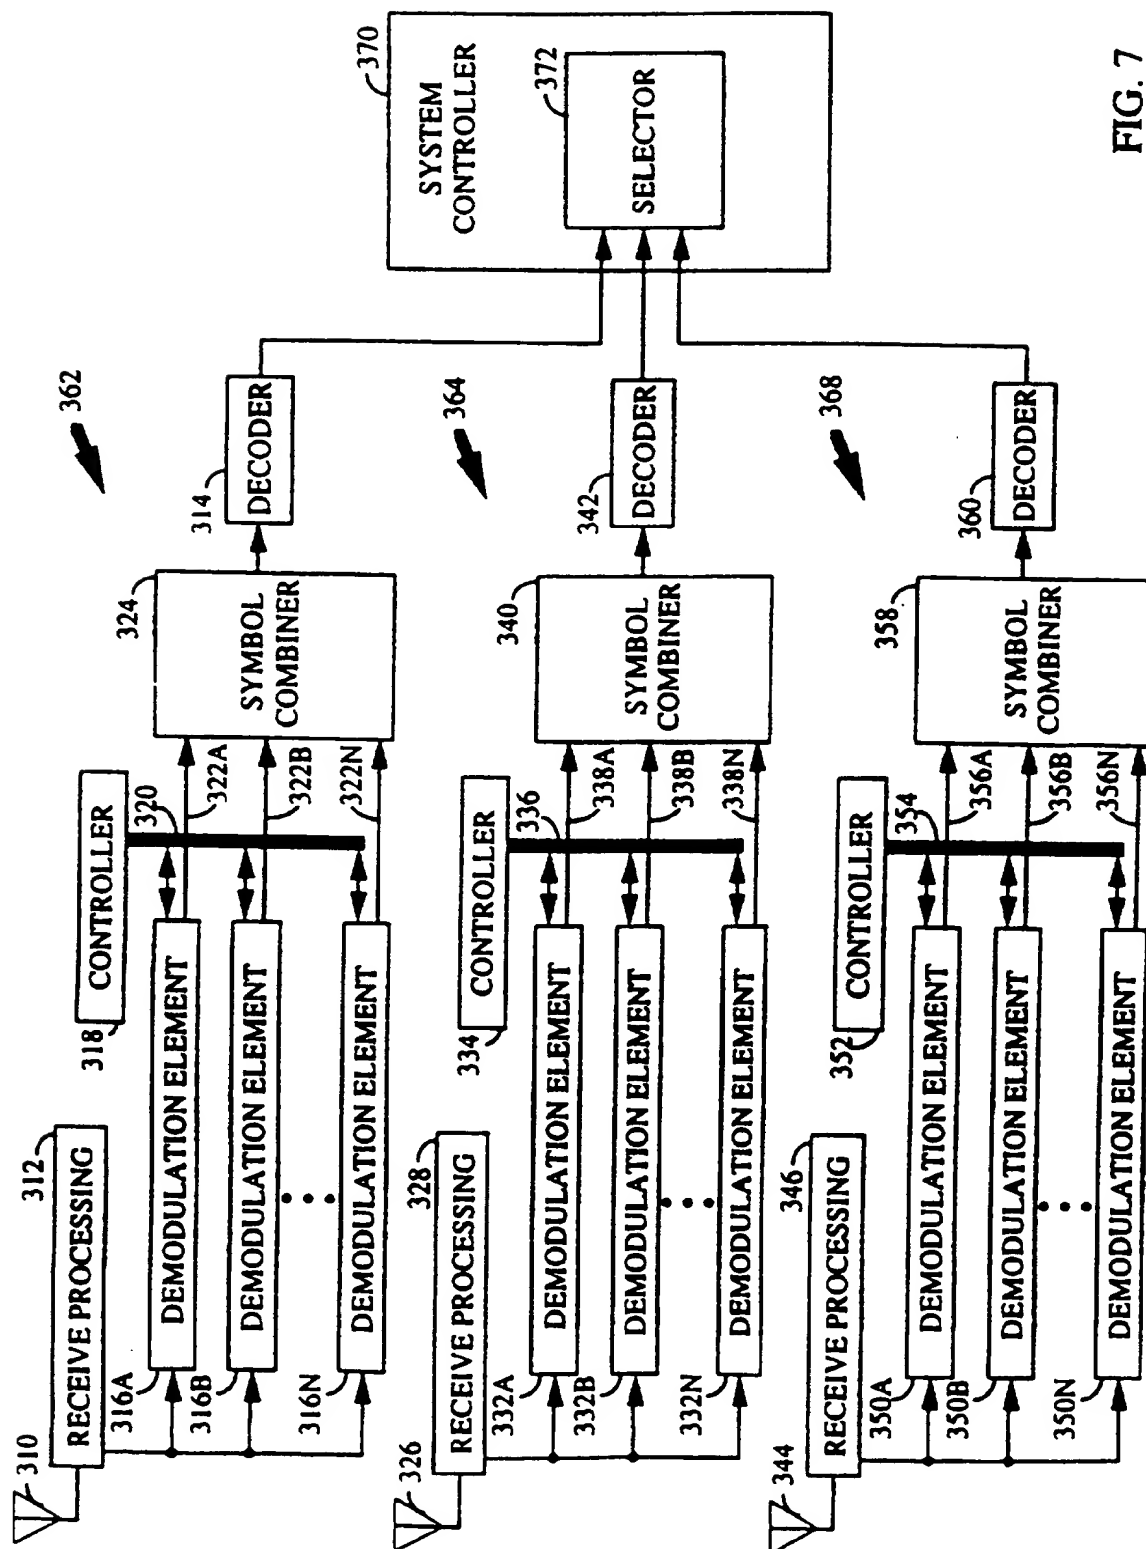 310
RECEIVE PROCESSING
312
316A
DEMODULATION ELEMENT
316B
DEMODULATION ELEMENT
316N
DEMODULATION ELEMENT
318
CONTROLLER
320
322A
322B
322N
324
SYMBOL
COMBINER
314
DECODER
362
326
RECEIVE PROCESSING
328
332A
DEMODULATION ELEMENT
332B
DEMODULATION ELEMENT
332N
DEMODULATION ELEMENT
334
CONTROLLER
336
338A
338B
338N
340
SYMBOL
COMBINER
342
DECODER
364
344
RECEIVE PROCESSING
346
350A
DEMODULATION ELEMENT
350B
DEMODULATION ELEMENT
350N
DEMODULATION ELEMENT
352
CONTROLLER
354
356A
356B
356N
358
SYMBOL
COMBINER
360
DECODER
368
370
SYSTEM
CONTROLLER
372
SELECTOR
FIG. 7